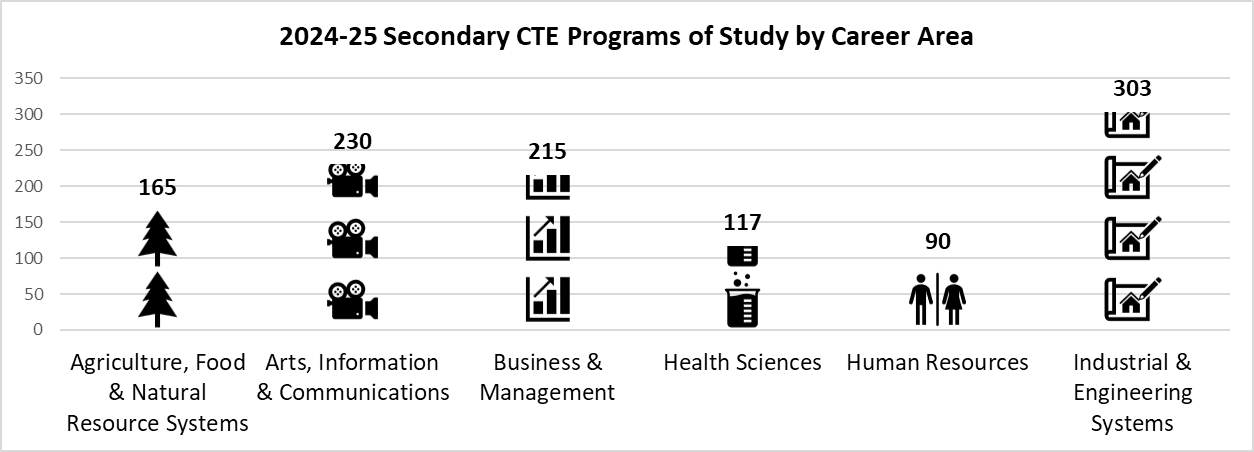 2024-25 Secondary CTE Programs of Study by Career Area
350
300
250
200
150
100
50
0
165
230
215
117
90
303
Agriculture, Food
& Natural
Resource Systems
Arts, Information
& Communications
Business &
Management
Health Sciences
Human Resources
Industrial &
Engineering
Systems